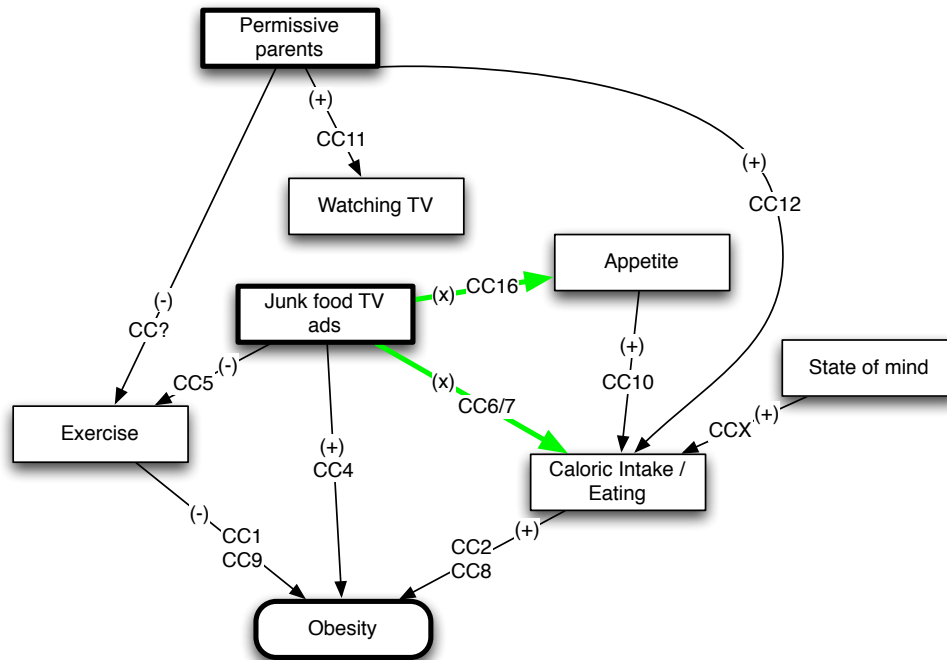 Permissive
parents
(+)
CC11
(+)
CC12
Watching TV
Appetite
(x)
CC16
Junk food TV
ads
(-)
CC?
(+)
CC10
State of mind
(-)
CC5
(x)
CC6/7
(+)
CCX
Exercise
(+)
CC4
Caloric Intake /
Eating
(-)
CC1
CC9
(+)
CC2
CC8
Obesity